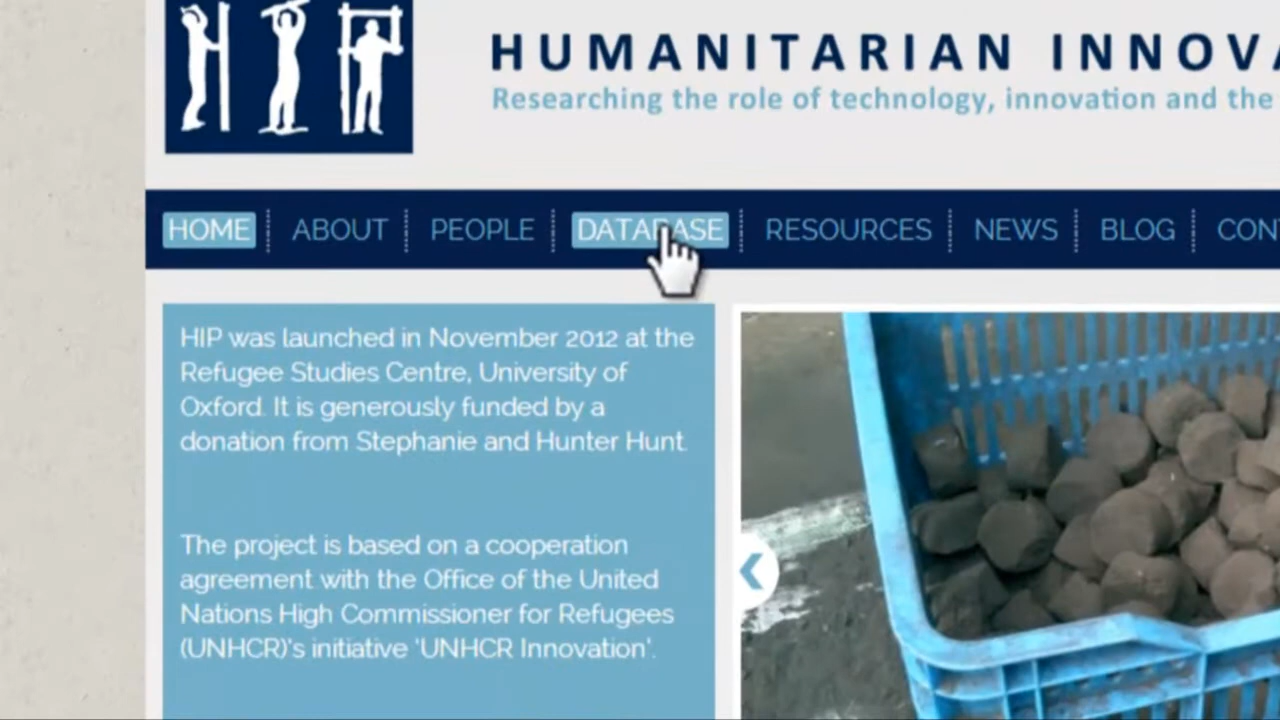 HIP
HUMANITARIAN INNOVA
Researching the role of technology, innovation and the
HOME ABOUT PEOPLE DATABASE RESOURCES NEWS BLOG CON
HIP was launched in November 2012 at the
Refugee Studies Centre, University of
Oxford. It is generously funded by a
donation from Stephanie and Hunter Hunt.
The project is based on a cooperation
agreement with the Office of the United
Nations High Commissioner for Refugees
(UNHCR)'s initiative 'UNHCR Innovation'.